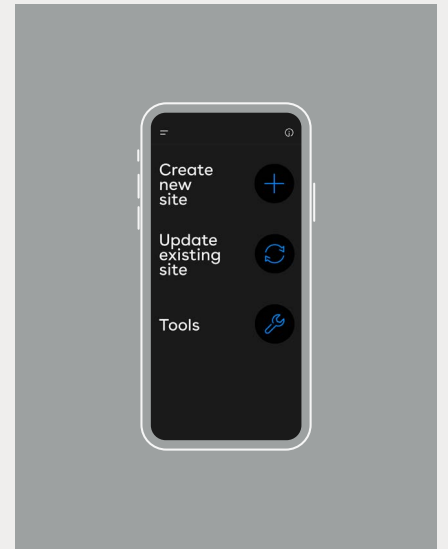 Create
new
site
Update
existing
site
Tools